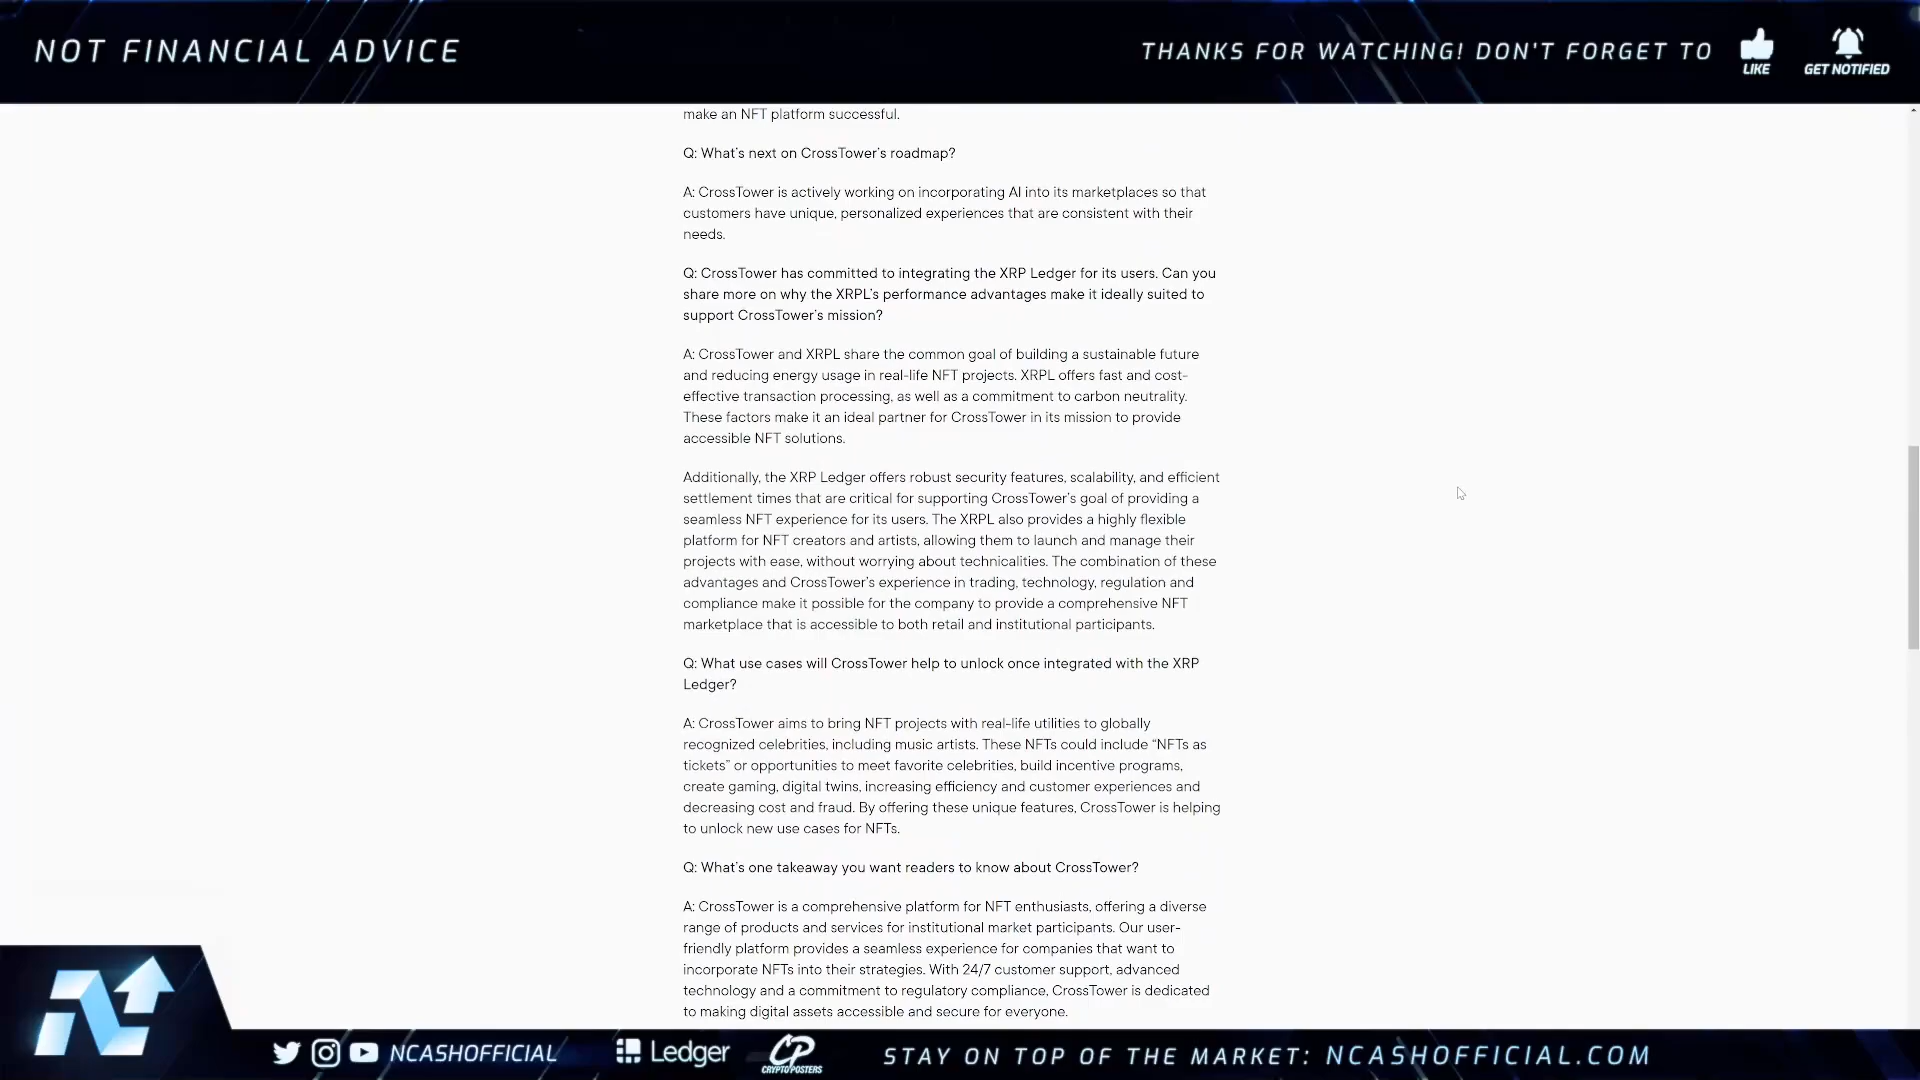 NOT FINANCIAL ADVICE
THANKS FOR WATCHING! DON'T FORGET TO
LIKE
GET NOTIFIED
make an NFT platform successful.
Q: What's next on CrossTower's roadmap?
A: CrossTower is actively working on incorporating AI into its marketplaces so that
customers have unique, personalized experiences that are consistent with their
needs.
Q: CrossTower has committed to integrating the XRP Ledger for its users. Can you
share more on why the XRPL's performance advantages make it ideally suited to
support CrossTower's mission?
A: CrossTower and XRPL share the common goal of building a sustainable future
and reducing energy usage in real-life NFT projects. XRPL offers fast and cost-
effective transaction processing, as well as a commitment to carbon neutrality.
These factors make it an ideal partner for CrossTower in its mission to provide
accessible NFT solutions.
Additionally, the XRP Ledger offers robust security features, scalability, and efficient
settlement times that are critical for supporting CrossTower's goal of providing a
seamless NFT experience for its users. The XRPL also provides a highly flexible
platform for NFT creators and artists, allowing them to launch and manage their
projects with ease, without worrying about technicalities. The combination of these
advantages and CrossTower's experience in trading, technology, regulation and
compliance make it possible for the company to provide a comprehensive NFT
marketplace that is accessible to both retail and institutional participants.
Q: What use cases will CrossTower help to unlock once integrated with the XRP
Ledger?
A: CrossTower aims to bring NFT projects with real-life utilities to globally
recognized celebrities, including music artists. These NFTs could include “NFTs as
tickets” or opportunities to meet favorite celebrities, build incentive programs,
create gaming, digital twins, increasing efficiency and customer experiences and
decreasing cost and fraud. By offering these unique features, CrossTower is helping
to unlock new use cases for NFTs.
Q: What's one takeaway you want readers to know about CrossTower?
A: CrossTower is a comprehensive platform for NFT enthusiasts, offering a diverse
range of products and services for institutional market participants. Our user-
friendly platform provides a seamless experience for companies that want to
incorporate NFTs into their strategies. With 24/7 customer support, advanced
technology and a commitment to regulatory compliance, CrossTower is dedicated
to making digital assets accessible and secure for everyone.
NCASHOFFICIAL
Ledger
CP
CRYPTOPOSTERS
STAY ON TOP OF THE MARKET: NCASHOFFICIAL.COM